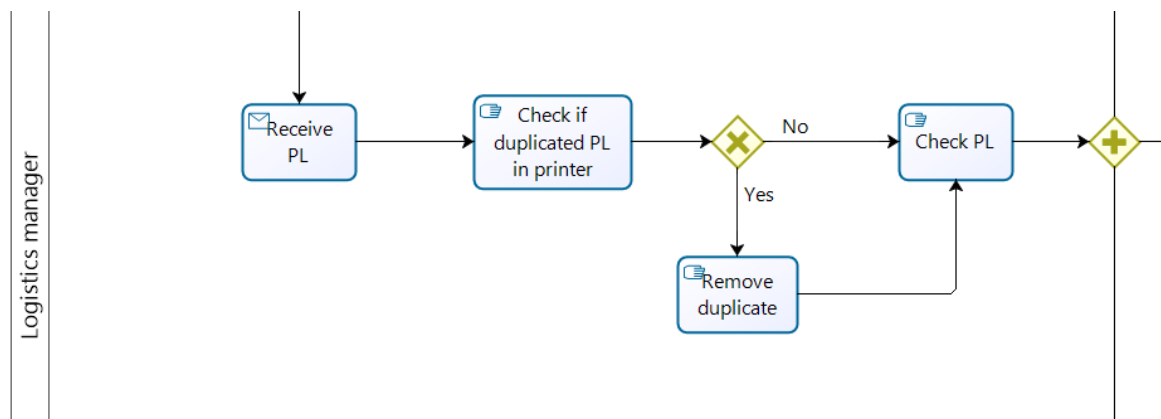 Logistics manager
Receive
PL
Check if
duplicated PL
in printer
No
Yes
Check PL
Remove
duplicate